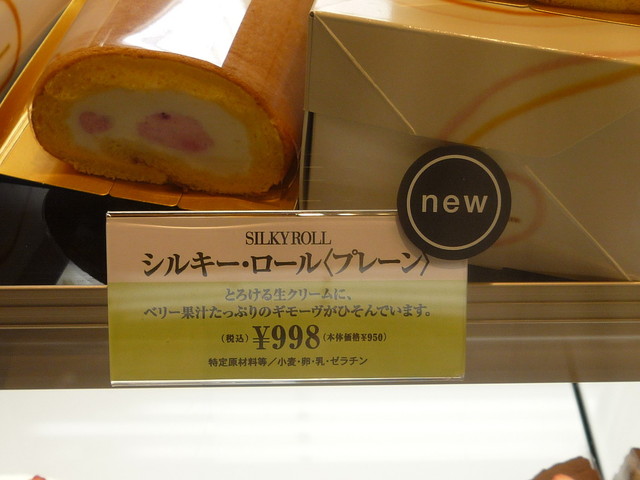 new
SILKYROLL
シルキー・ロール〈プレーン〉
とろける生クリームに、
ベリー果汁たっぷりのギモーヴがひそんでいます。
(税込)¥998(本体価格¥950)
特定原材料等/小麦・卵・乳・ゼラチン